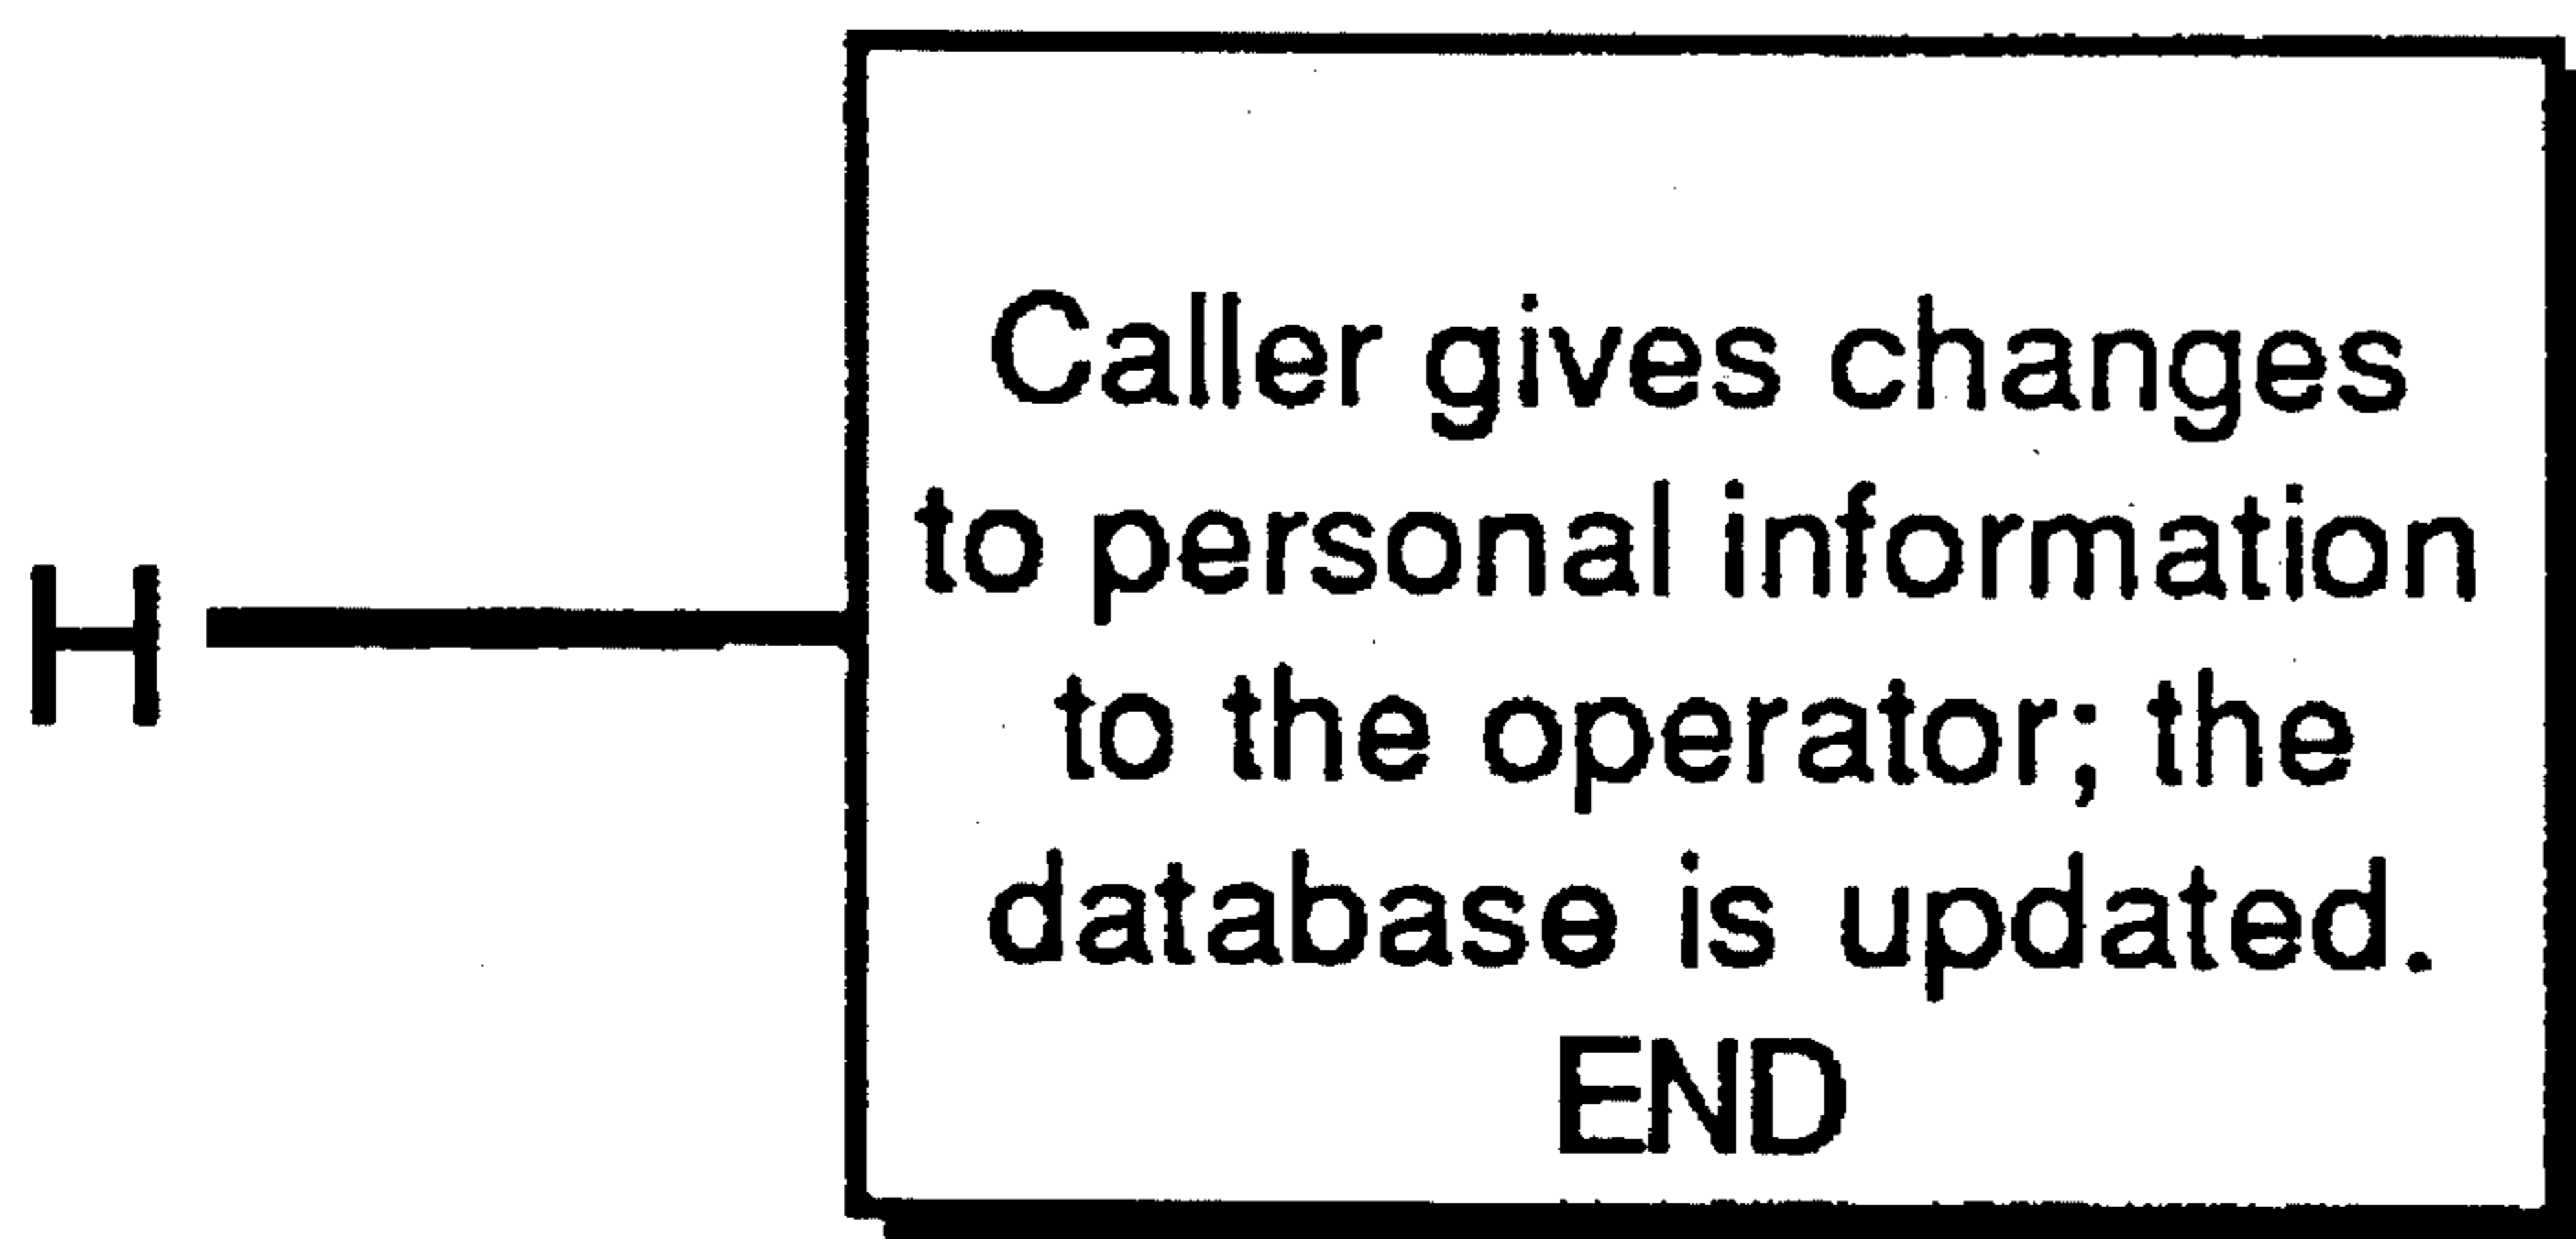 H
Caller gives changes
to personal information
to the operator; the
database is updated.
END